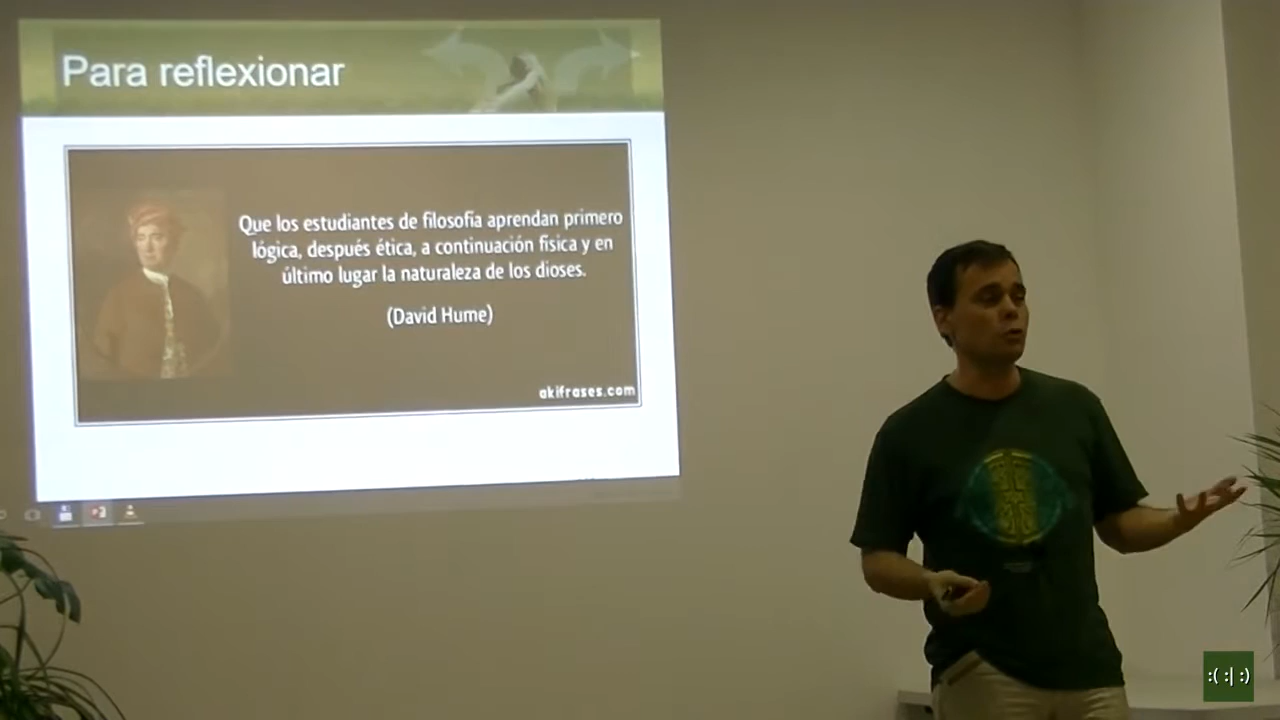 Para reflexionar
Que los estudiantes de filosofía aprendan primero
lógica, después ética, a continuación física y en
último lugar la naturaleza de los dioses.
(David Hume)
akifrases.com
:( :| :)